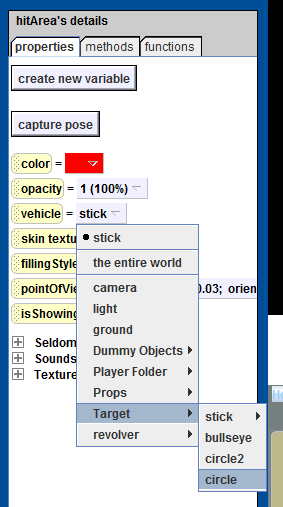 hitArea's details
properties methods functions
create new variable
capture pose
color =
opacity = 1 (100%)
vehicle = stick
stick
skin textu
the entire world
fillingStyle
camera
pointOfVie 0.03; orien
light
isShowing
ground
Seldom
Dummy Objects
Sounds
Player Folder
Texture
Props
Target
revolver
stick
bullseye
circle2
circle